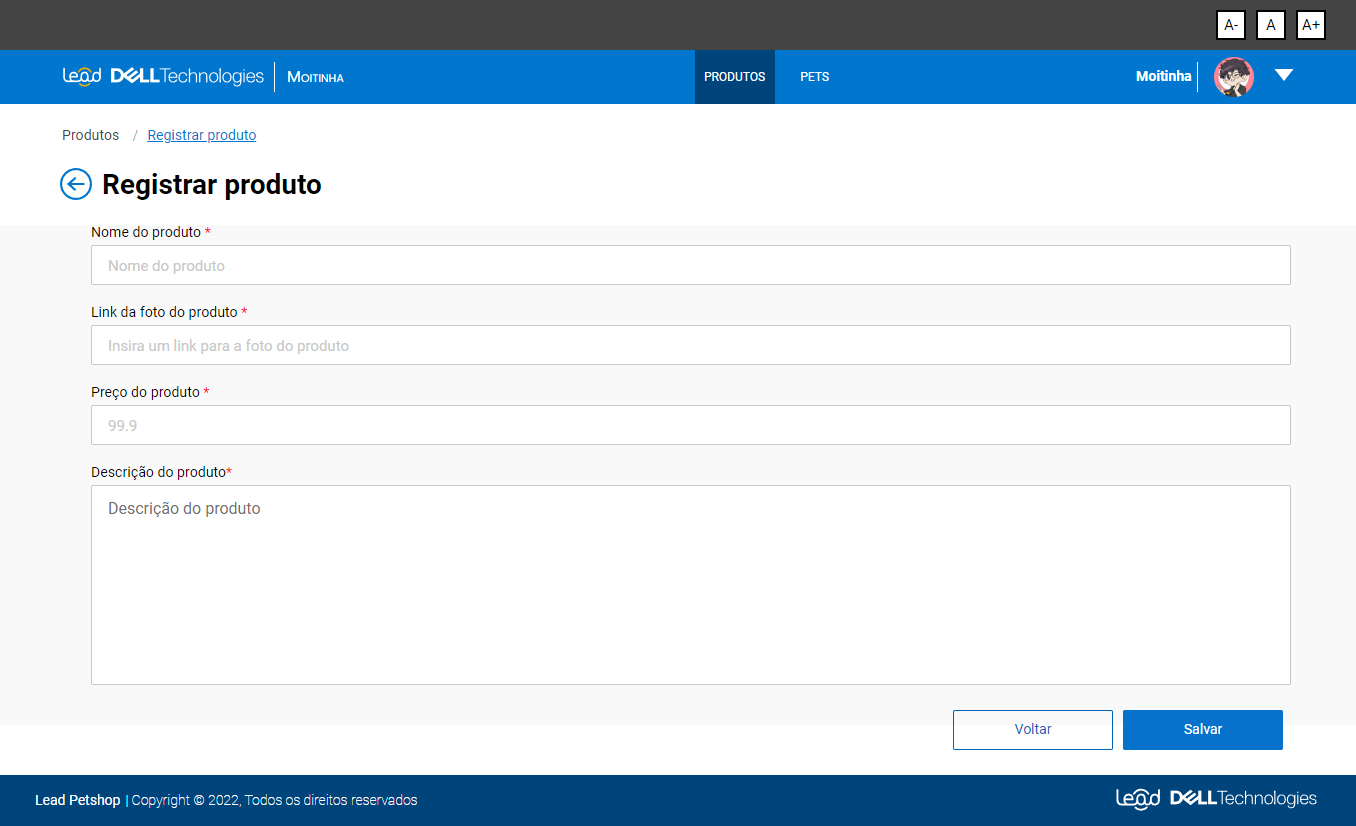 A- A A+
Lead DELLTechnologies Moitinha PRODUTOS PETS Moitinha
Produtos / Registrar produto
Registrar produto
Nome do produto *
Nome do produto
Link da foto do produto *
Insira um link para a foto do produto
Preço do produto *
99.9
Descrição do produto*
Descrição do produto
Voltar Salvar
Lead Petshop | Copyright © 2022, Todos os direitos reservados Lead DELLTechnologies